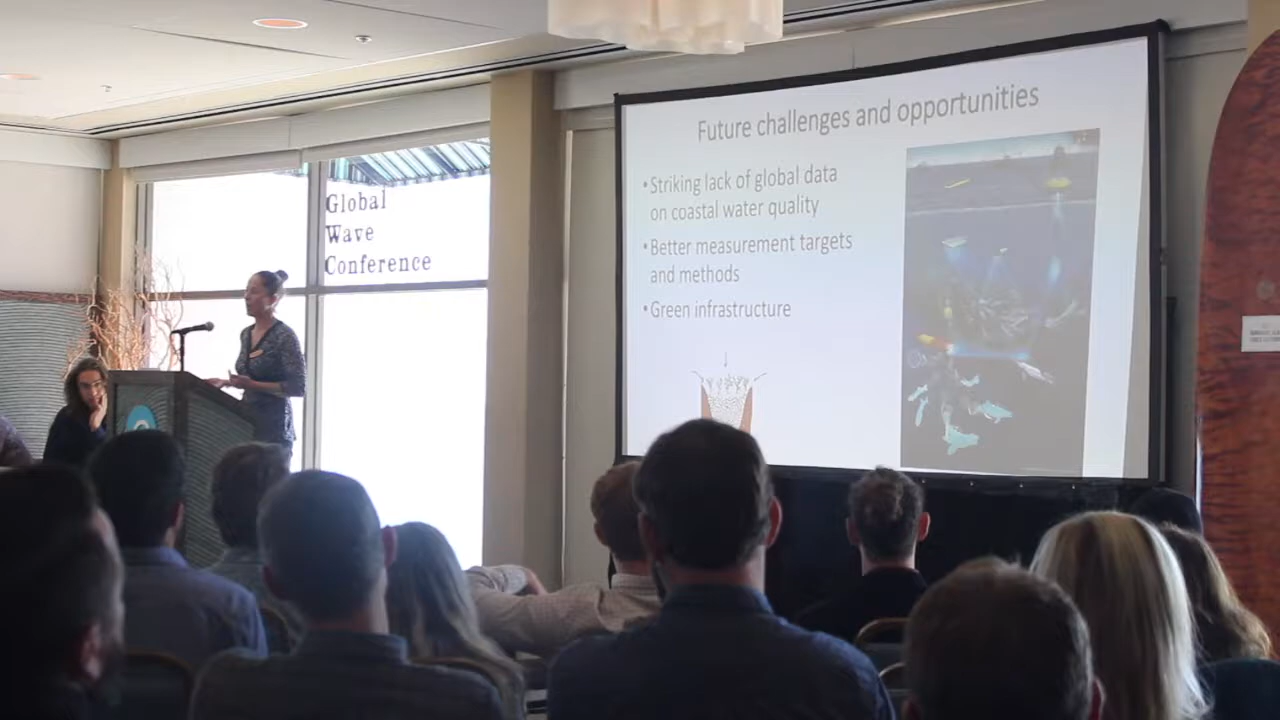 Global
Wave
Conference
Future challenges and opportunities
•Striking lack of global data
on coastal water quality
•Better measurement targets
and methods
•Green infrastructure